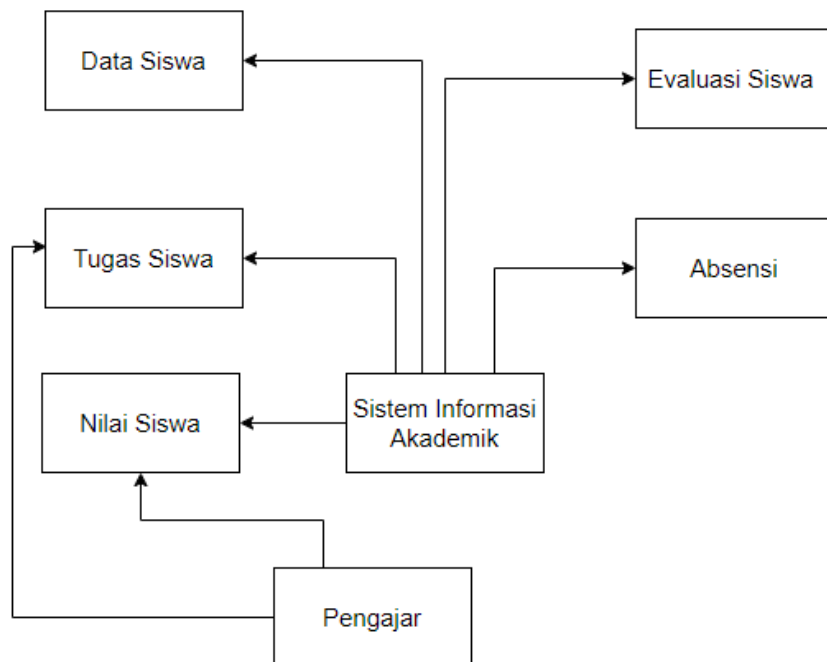 Data Siswa
Evaluasi Siswa
Tugas Siswa
Absensi
Nilai Siswa
Sistem Informasi
Akademik
Pengajar